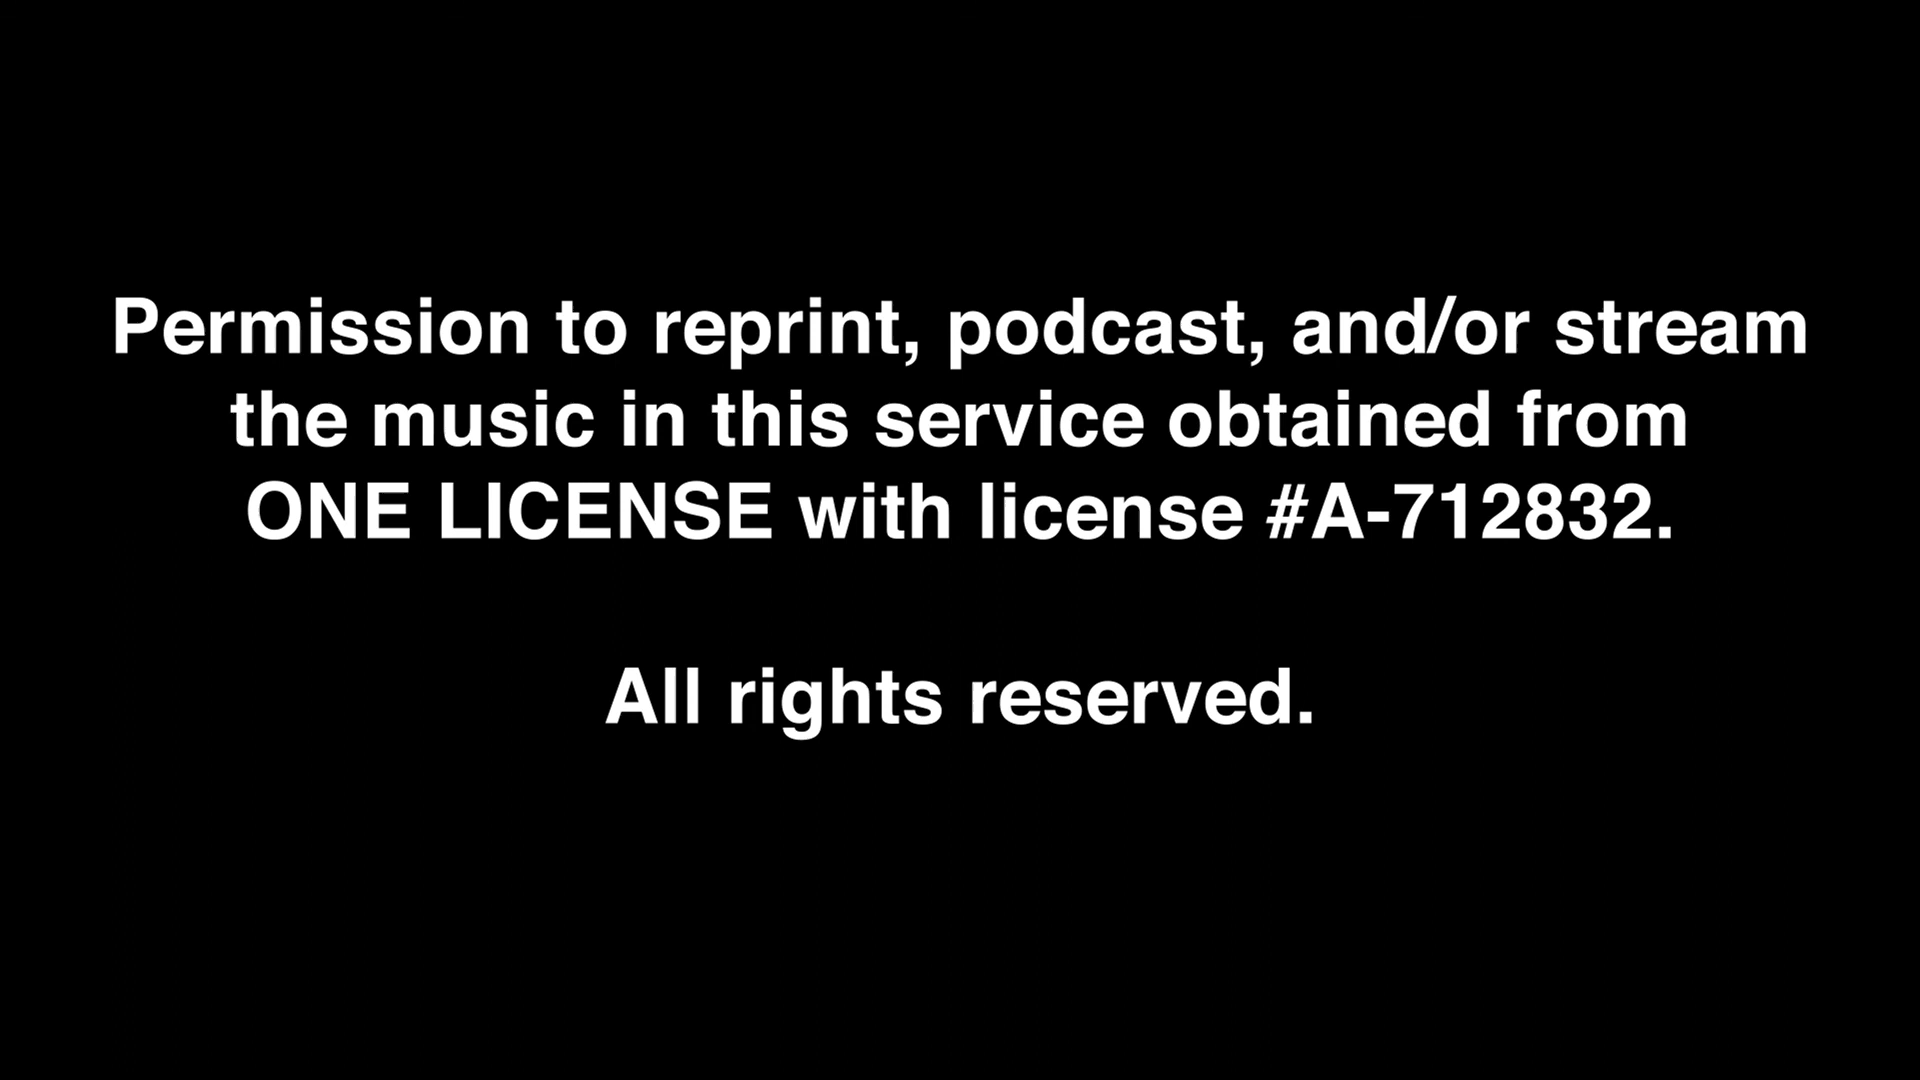 Permission to reprint, podcast, and/or stream
the music in this service obtained from
ONE LICENSE with license #A-712832.
All rights reserved.